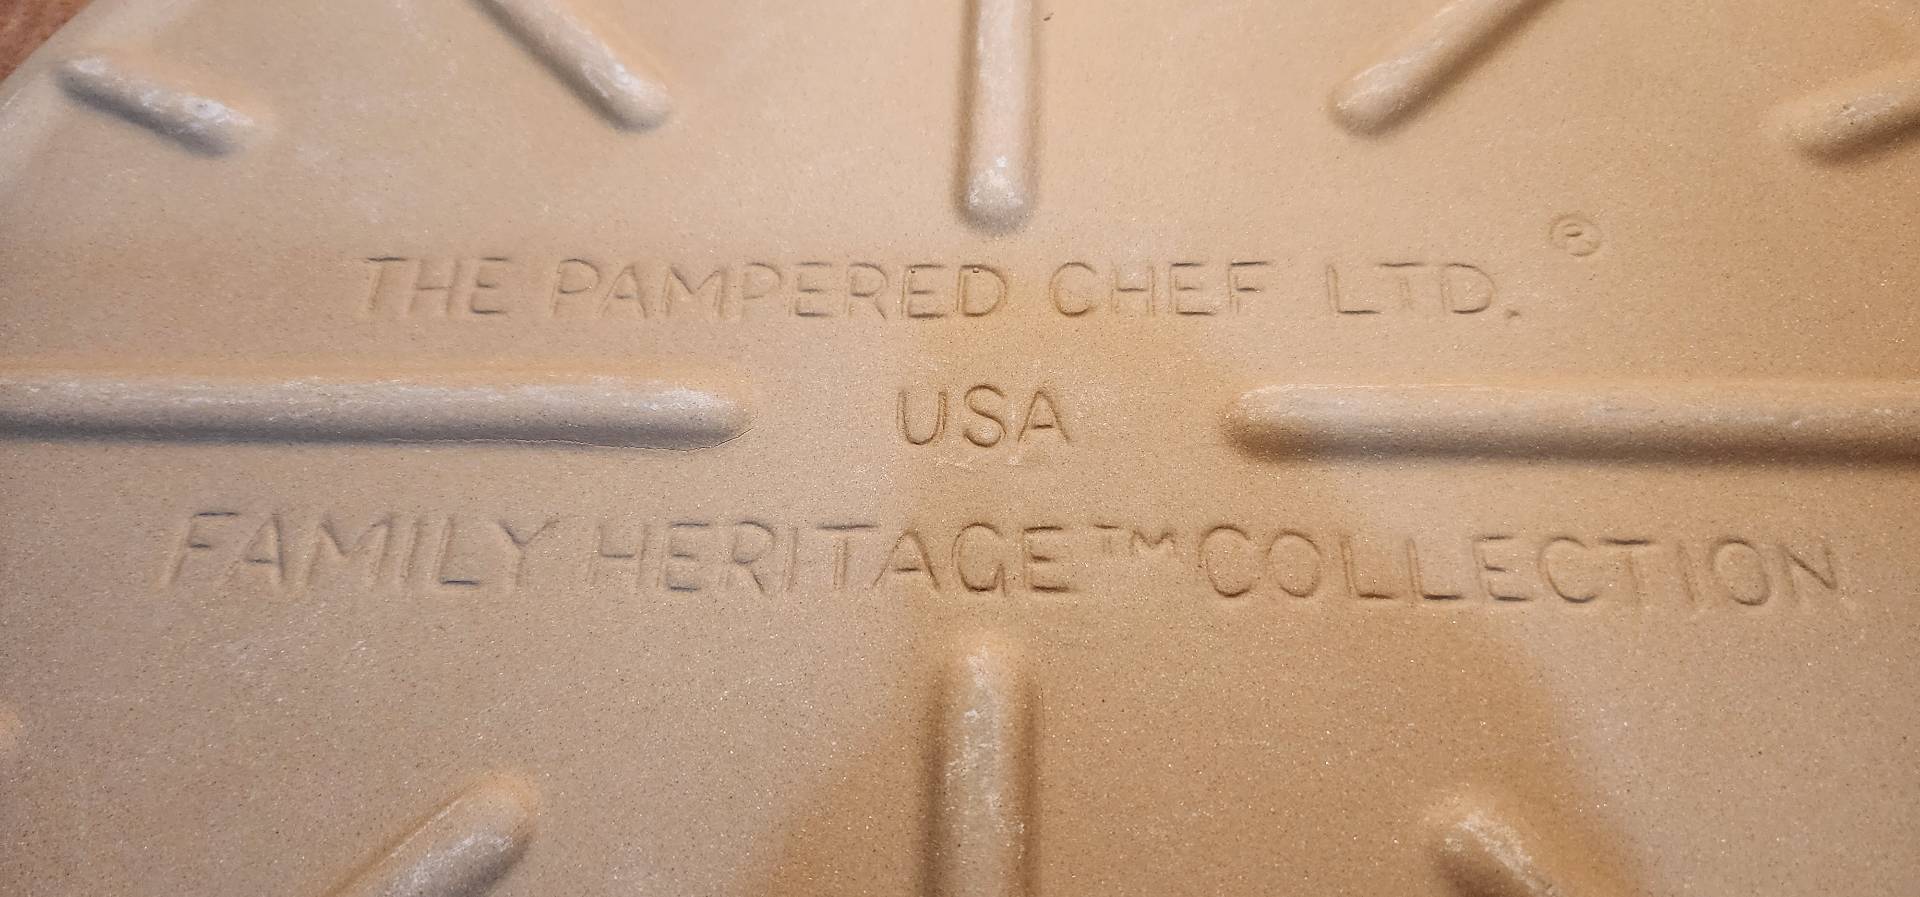 THE PAMPERED CHEF LTD.®
USA
FAMILY HERITAGE™ COLLECTION